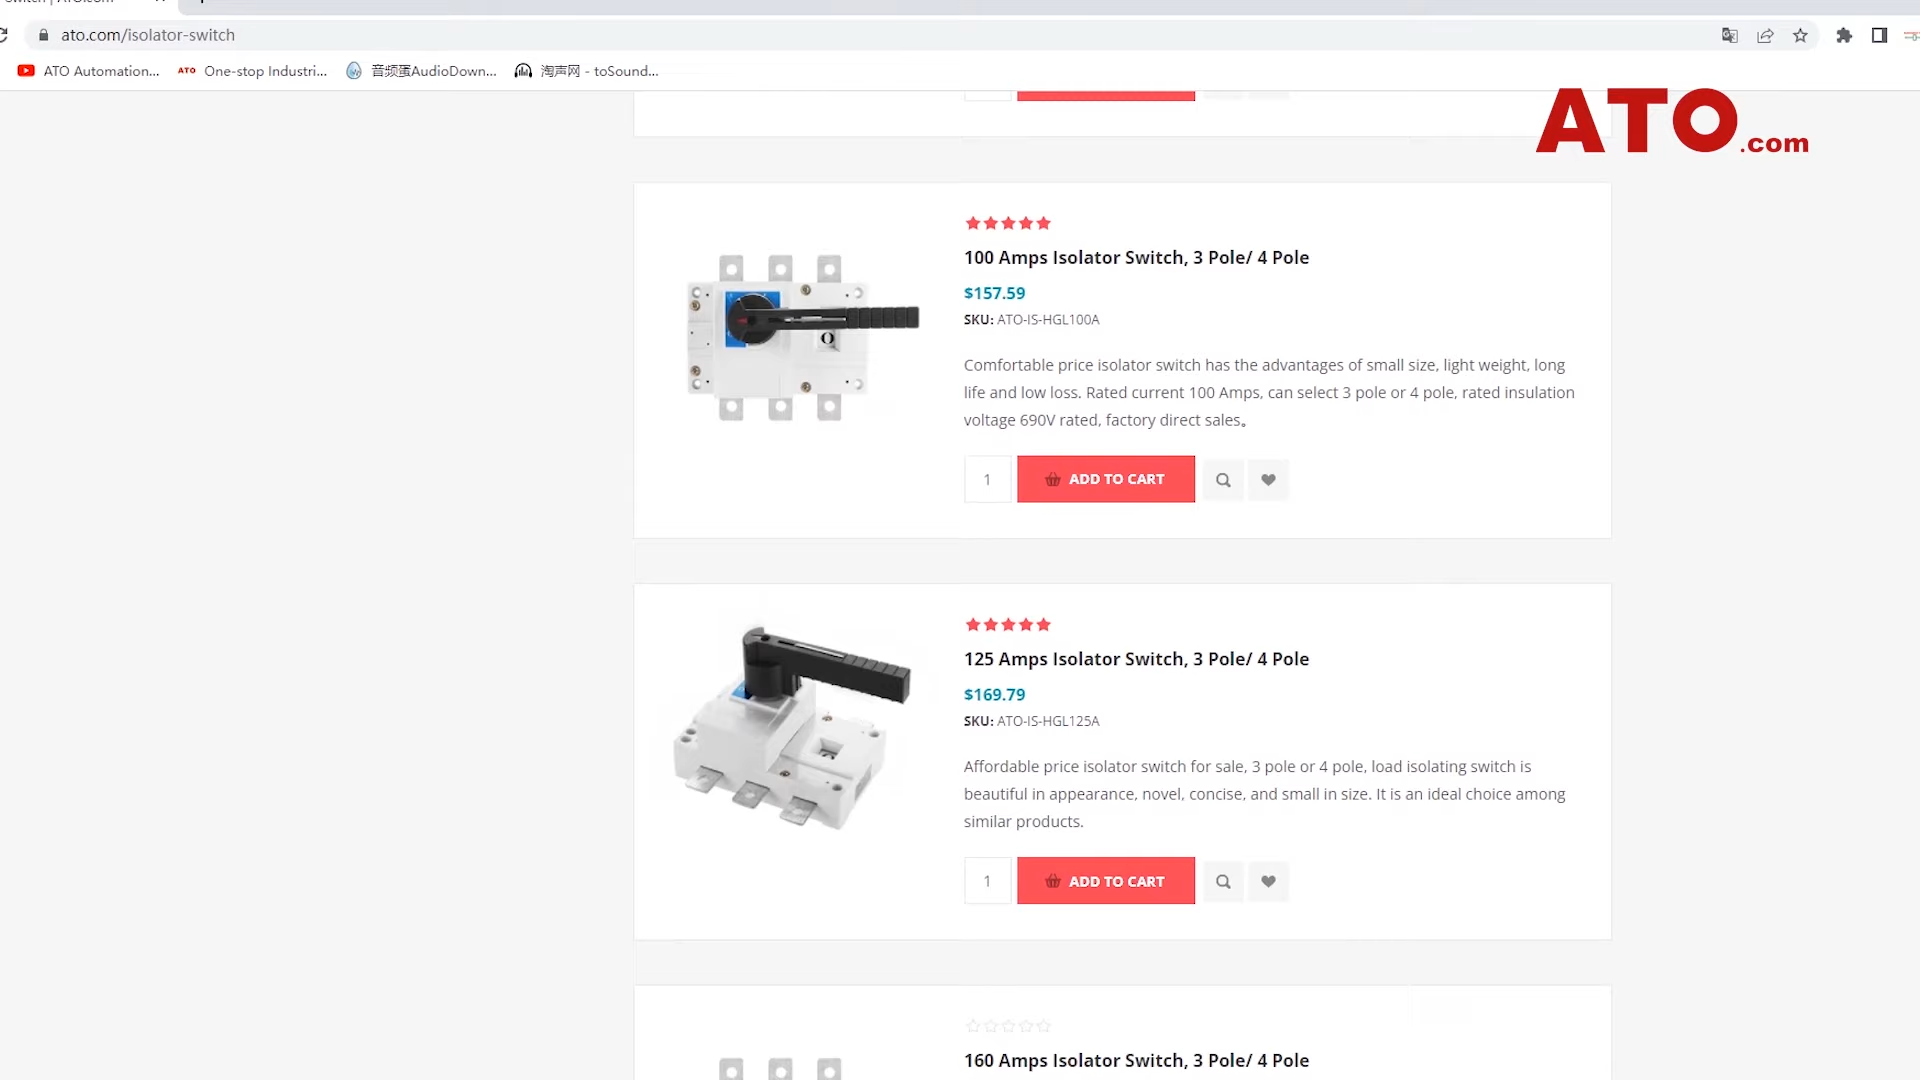 ato.com/isolator-switch
ATO Automation...
ATO One-stop Industri...
音频蛋AudioDown...
淘声网 - toSound...
ATO.com
100 Amps Isolator Switch, 3 Pole/ 4 Pole
$157.59
SKU: ATO-IS-HGL100A
Comfortable price isolator switch has the advantages of small size, light weight, long
life and low loss. Rated current 100 Amps, can select 3 pole or 4 pole, rated insulation
voltage 690V rated, factory direct sales。
1 ADD TO CART
125 Amps Isolator Switch, 3 Pole/ 4 Pole
$169.79
SKU: ATO-IS-HGL125A
Affordable price isolator switch for sale, 3 pole or 4 pole, load isolating switch is
beautiful in appearance, novel, concise, and small in size. It is an ideal choice among
similar products.
1 ADD TO CART
160 Amps Isolator Switch, 3 Pole/ 4 Pole